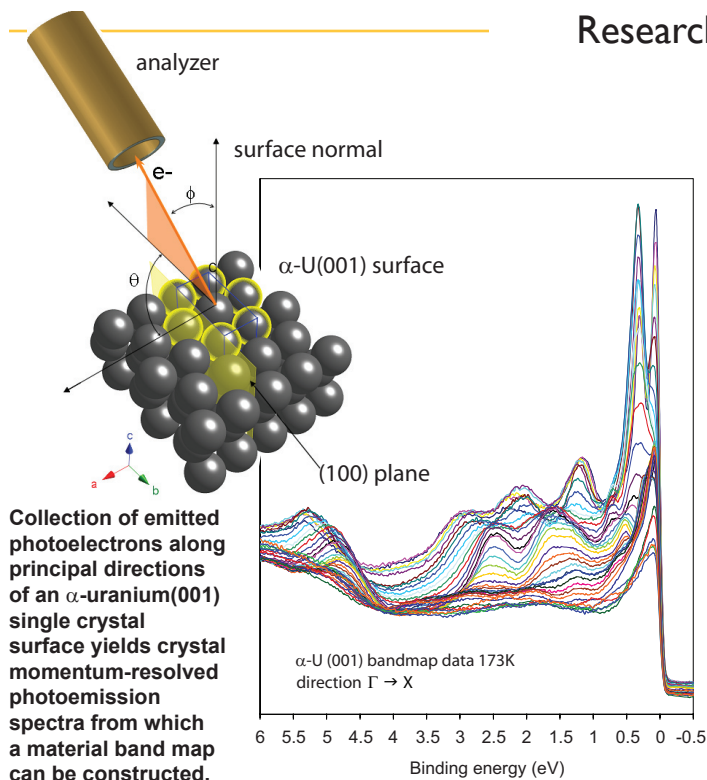 Research
analyzer
surface normal
e-
ϕ
θ
c
α-U(001) surface
(100) plane
c
a
b
Collection of emitted
photoelectrons along
principal directions
of an α-uranium(001)
single crystal
surface yields crystal
momentum-resolved
photoemission
spectra from which
a material band map
can be constructed.
α-U (001) bandmap data 173K
direction Γ → X
6 5.5 5 4.5 4 3.5 3 2.5 2 1.5 1 0.5 0 -0.5
Binding energy (eV)